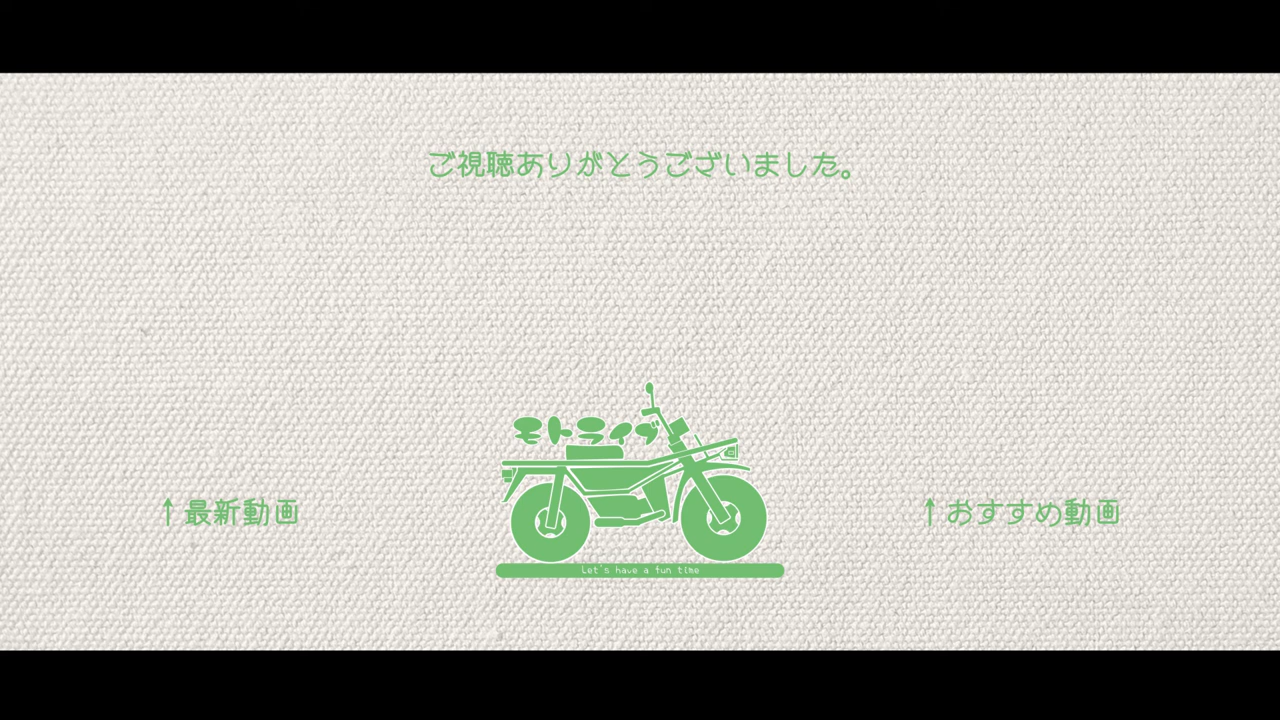 ご視聴ありがとうございました。
モトライブ
↑最新動画
↑おすすめ動画
Let's have a fun time